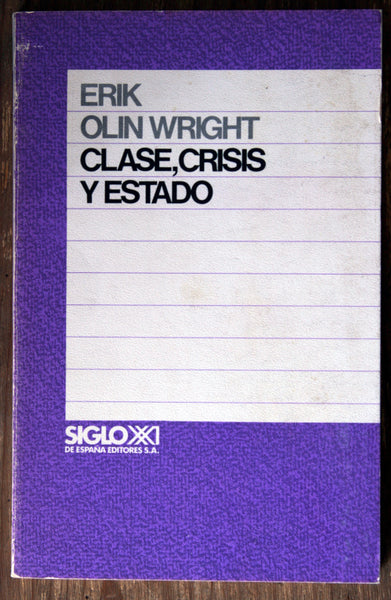 ERIK
OLIN WRIGHT
CLASE, CRISIS
Y ESTADO
SIGLO XXI
DE ESPAÑA EDITORES S.A.